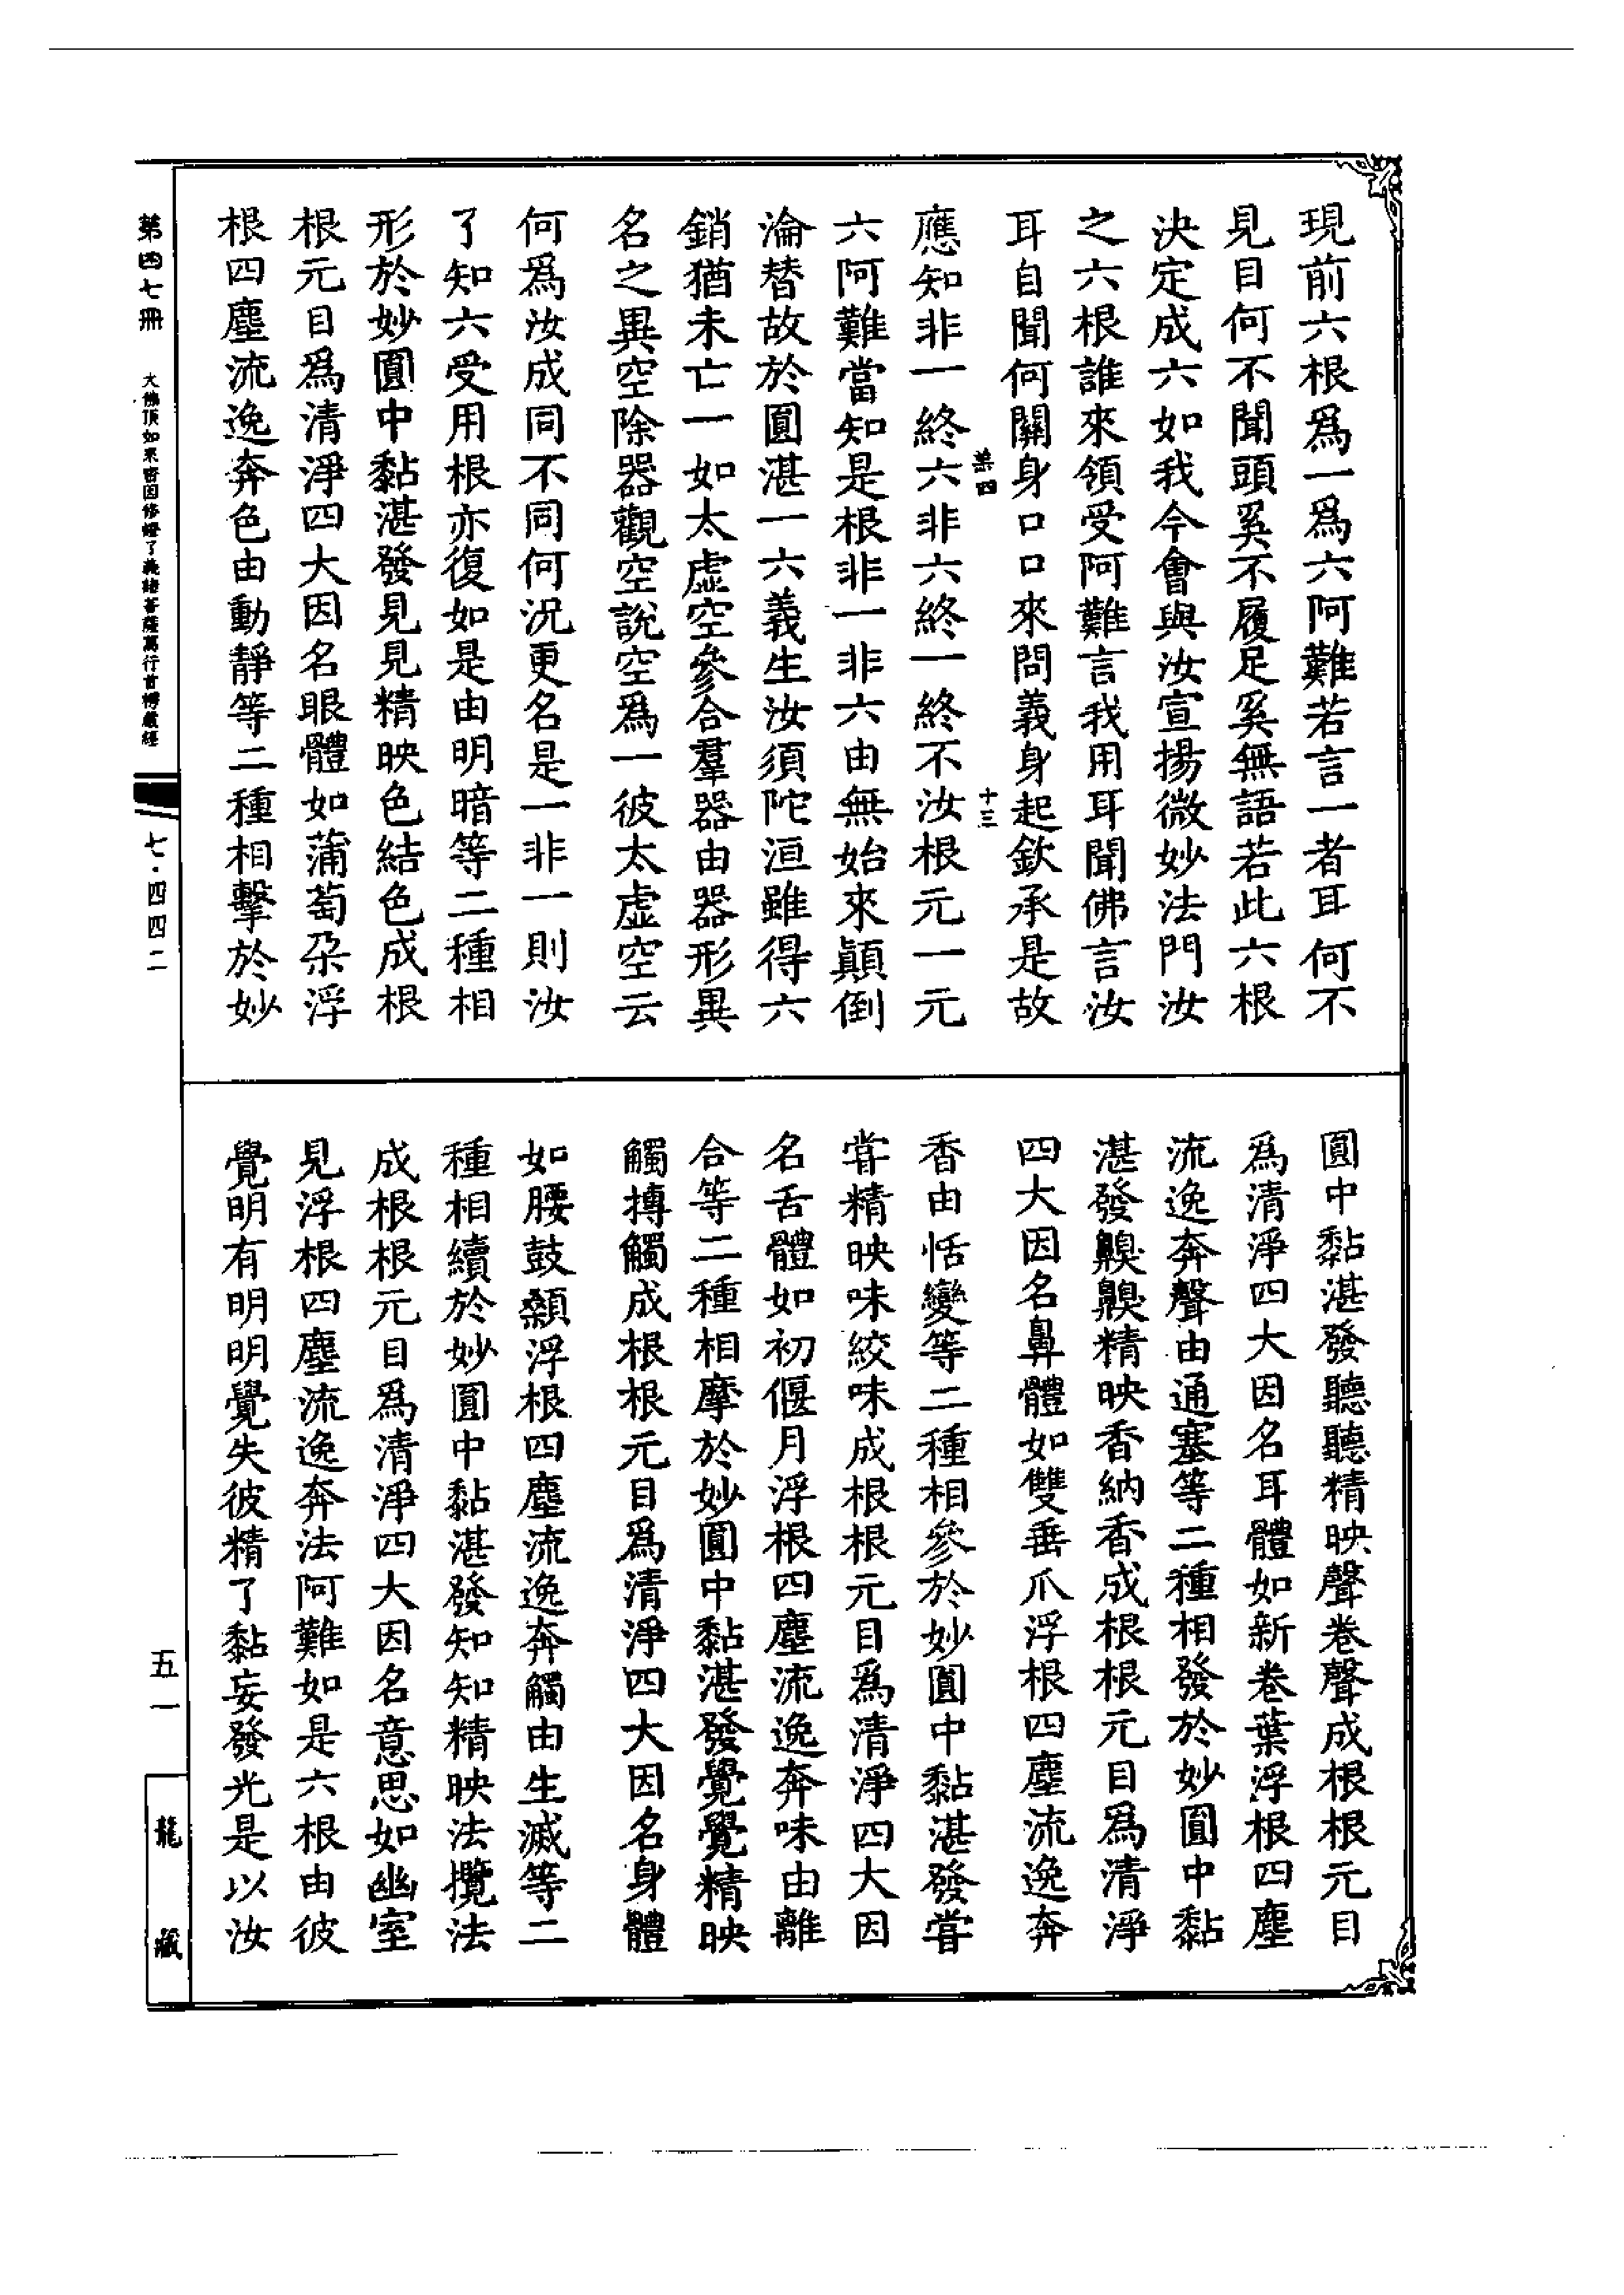 現前六根爲一爲六阿難若言一者耳何不
見目何不聞頭奚不履足奚無語若此六根
決定成六如我今會與汝宣揚微妙法門汝
之六根誰來領受阿難言我用耳聞佛言汝
耳自聞何關身口口來問義身起欽承是故
葉四
十三
應知非一終六非六終一終不汝根元一元
六阿難當知是根非一非六由無始來顛倒
淪替故於圓湛一六義生汝須陀洹雖得六
銷猶未亡一如太虛空參合羣器由器形異
名之異空除器觀空說空爲一彼太虛空云
何爲汝成同不同何況更名是一非一則汝
了知六受用根亦復如是由明暗等二種相
形於妙圓中黏湛發見見精映色結色成根
根元目爲清淨四大因名眼體如蒲萄朶浮
根四塵流逸奔色由動靜等二種相擊於妙
圓中黏湛發聽聽精映聲卷聲成根根元目
爲清淨四大因名耳體如新卷葉浮根四塵
流逸奔聲由通塞等二種相發於妙圓中黏
湛發齅齅精映香納香成根根元目爲清淨
四大因名鼻體如雙垂爪浮根四塵流逸奔
香由恬變等二種相參於妙圓中黏湛發嘗
嘗精映味絞味成根根元目爲清淨四大因
名舌體如初偃月浮根四塵流逸奔味由離
合等二種相摩於妙圓中黏湛發覺覺精映
觸摶觸成根根元目爲清淨四大因名身體
如腰鼓顙浮根四塵流逸奔觸由生滅等二
種相續於妙圓中黏湛發知知精映法攬法
成根根元目爲清淨四大因名意思如幽室
見浮根四塵流逸奔法阿難如是六根由彼
覺明有明明覺失彼精了黏妄發光是以汝
第四七冊
大佛頂如來密因修證了義諸菩薩萬行首楞嚴經
七·四四二
五一
龍藏